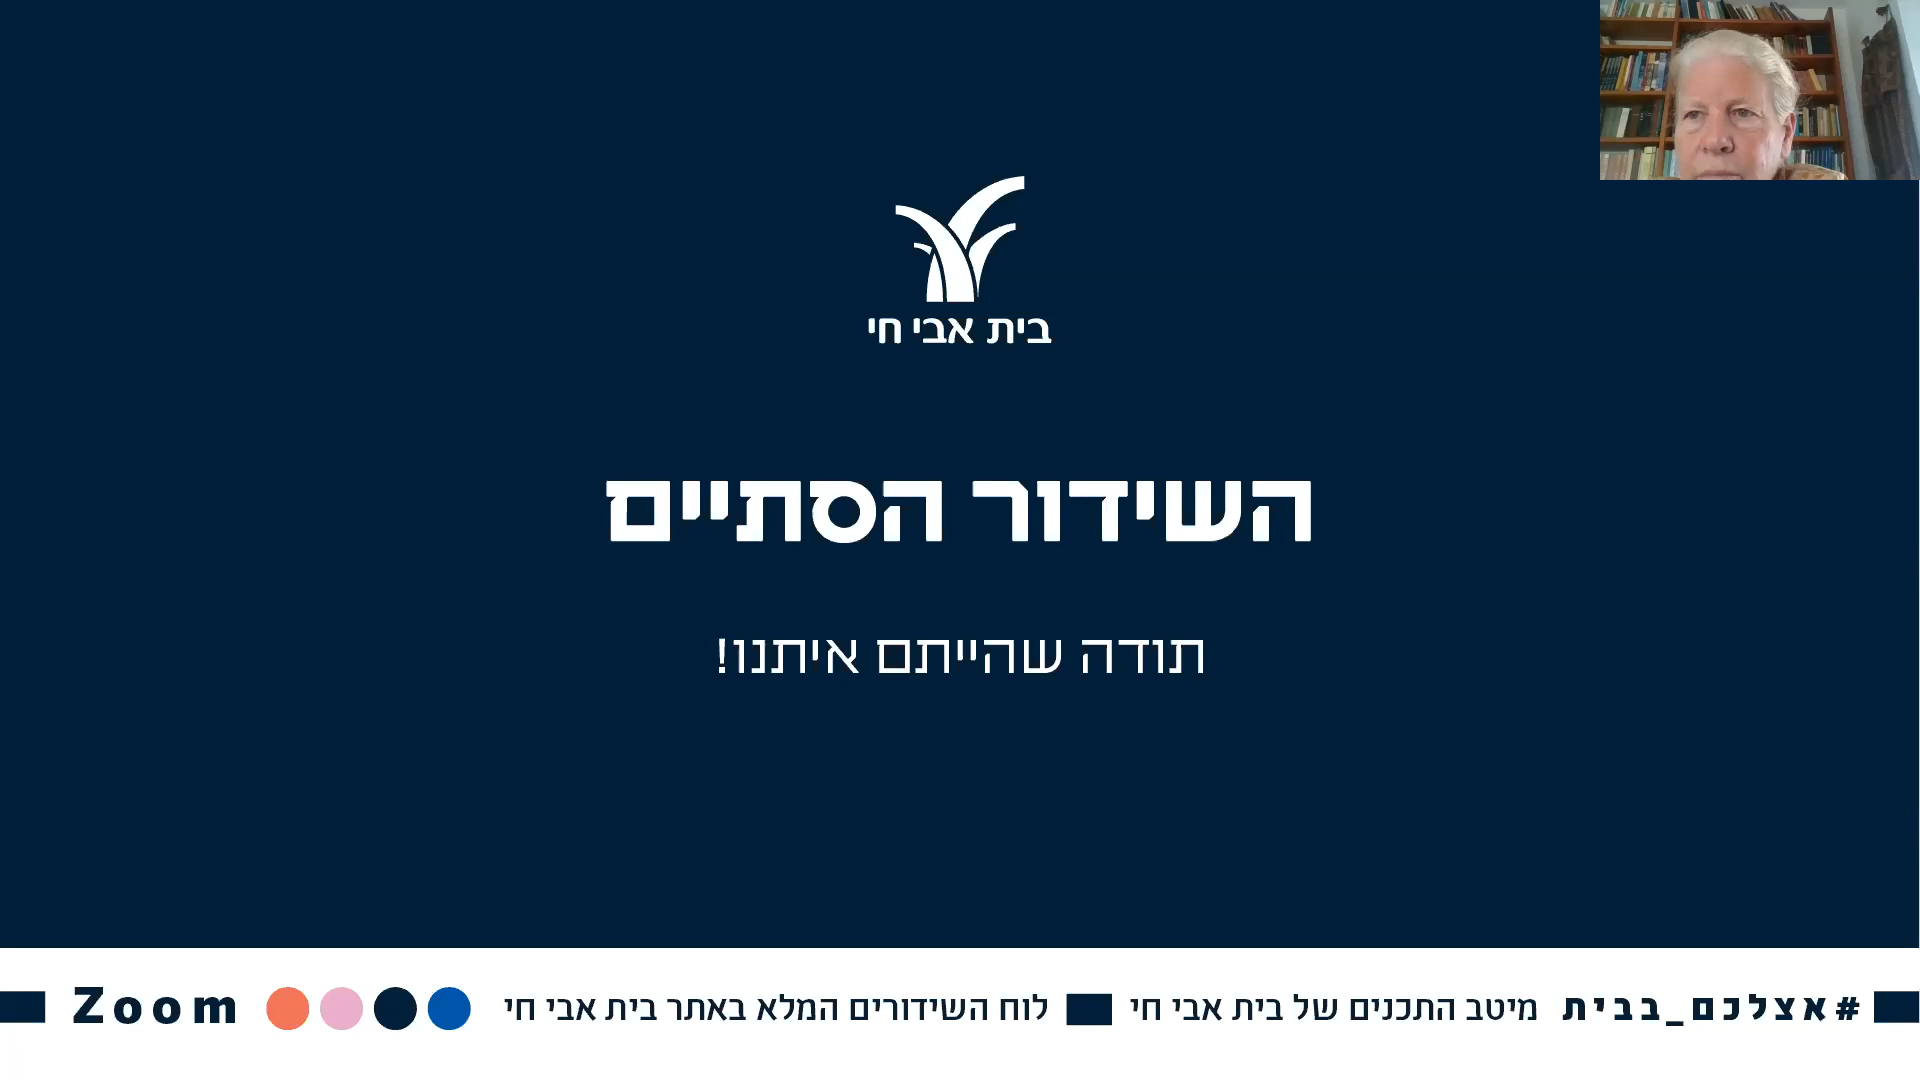 בית אבי חי
השידור הסתיים
תודה שהייתם איתנו!
#אצלכם_בבית מיטב התכנים של בית אבי חי לוח השידורים המלא באתר בית אבי חי Zoom